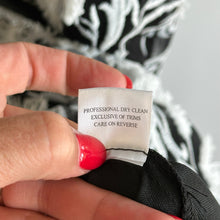 PROFESSIONAL DRY CLEAN
EXCLUSIVE OF TRIMS
CARE ON REVERSE